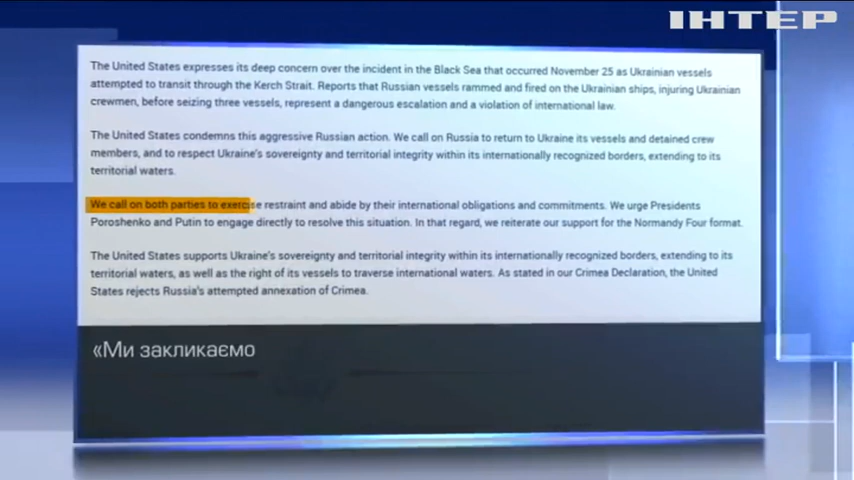 ІНТЕР
The United States expresses its deep concern over the incident in the Black Sea that occurred November 25 as Ukrainian vessels
attempted to transit through the Kerch Strait. Reports that Russian vessels rammed and fired on the Ukrainian ships, injuring Ukrainian
crewmen, before seizing three vessels, represent a dangerous escalation and a violation of international law.
The United States condemns this aggressive Russian action. We call on Russia to return to Ukraine its vessels and detained crew
members, and to respect Ukraine's sovereignty and territorial integrity within its internationally recognized borders, extending to its
territorial waters.
We call on both parties to exercise restraint and abide by their international obligations and commitments. We urge Presidents
Poroshenko and Putin to engage directly to resolve this situation. In that regard, we reiterate our support for the Normandy Four format.
The United States supports Ukraine's sovereignty and territorial integrity within its internationally recognized borders, extending to its
territorial waters, as well as the right of its vessels to traverse international waters. As stated in our Crimea Declaration, the United
States rejects Russia's attempted annexation of Crimea.
«Ми закликаємо